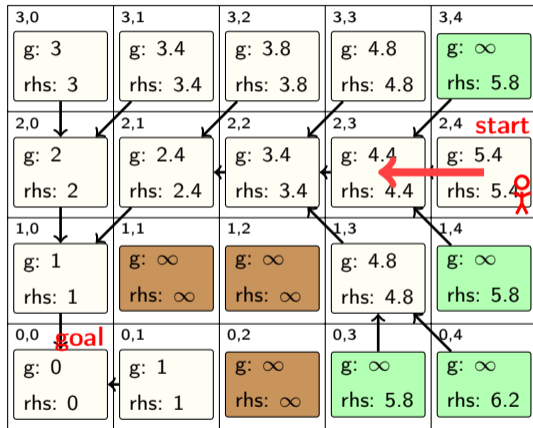 3,0 3,1 3,2 3,3 3,4
g: 3 g: 3.4 g: 3.8 g: 4.8 g: ∞
rhs: 3 rhs: 3.4 rhs: 3.8 rhs: 4.8 rhs: 5.8
2,0 2,1 2,2 2,3 2,4 start
g: 2 g: 2.4 g: 3.4 g: 4.4 g: 5.4
rhs: 2 rhs: 2.4 rhs: 3.4 rhs: 4.4 rhs: 5.4
1,0 1,1 1,2 1,3 1,4
g: 1 g: ∞ g: ∞ g: 4.8 g: ∞
rhs: 1 rhs: ∞ rhs: ∞ rhs: 4.8 rhs: 5.8
0,0 goal 0,1 0,2 0,3 0,4
g: 0 g: 1 g: ∞ g: ∞ g: ∞
rhs: 0 rhs: 1 rhs: ∞ rhs: 5.8 rhs: 6.2